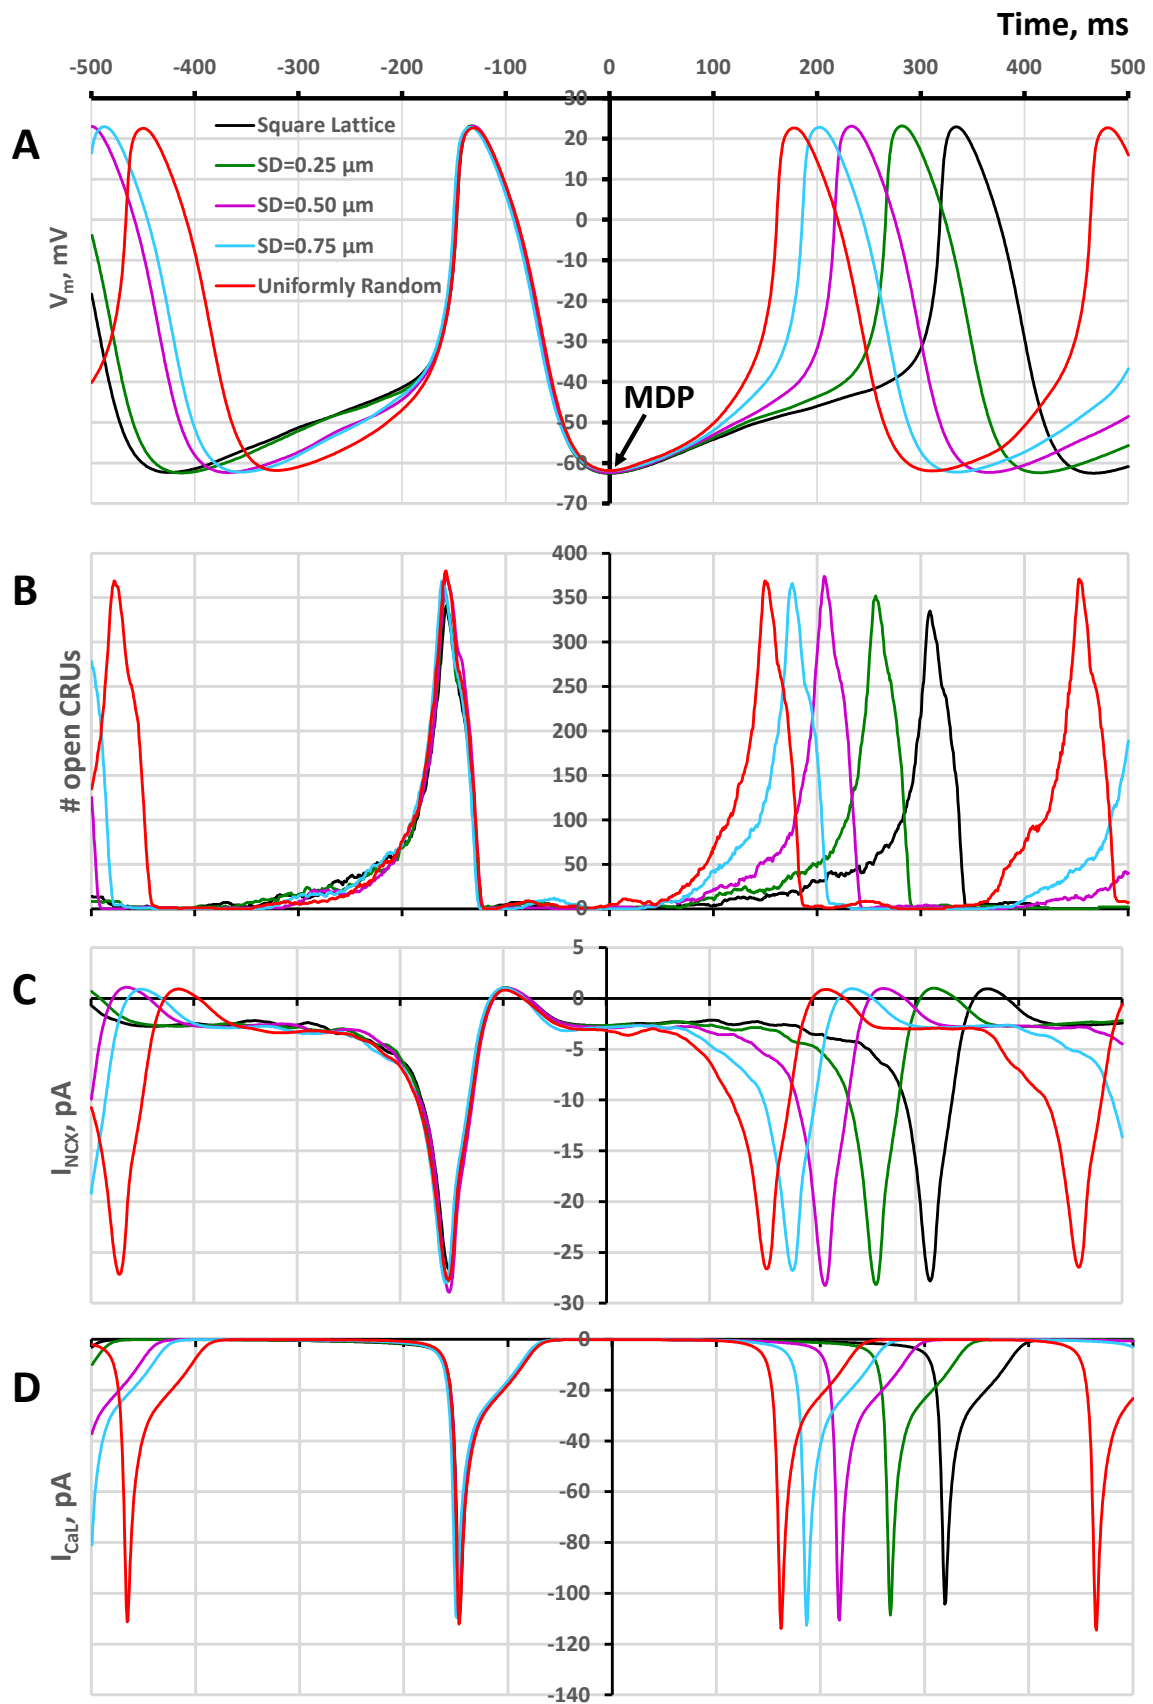 Time, ms
-500 -400 -300 -200 -100 0 100 200 300 400 500
A
30
20
10
0
-10
-20
-30
-40
-50
-60
-70
Vm, mV
Square Lattice
SD=0.25 µm
SD=0.50 µm
SD=0.75 µm
Uniformly Random
MDP
B
400
350
300
250
200
150
100
50
0
# open CRUs
C
5
0
-5
-10
-15
-20
-25
-30
INCX, pA
D
0
-20
-40
-60
-80
-100
-120
-140
ICaL, pA